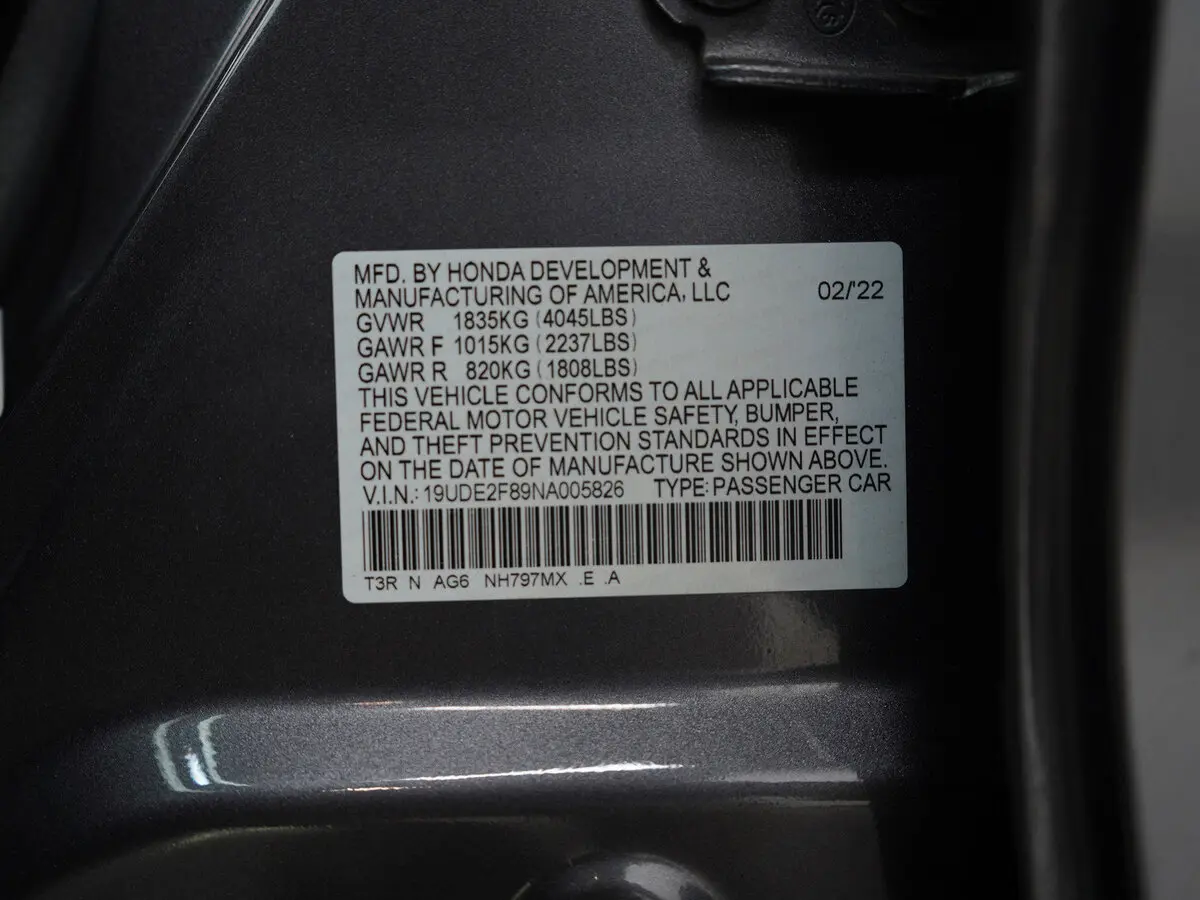 MFD. BY HONDA DEVELOPMENT &
MANUFACTURING OF AMERICA, LLC 02/'22
GVWR 1835KG (4045LBS)
GAWR F 1015KG (2237LBS)
GAWR R 820KG (1808LBS)
THIS VEHICLE CONFORMS TO ALL APPLICABLE
FEDERAL MOTOR VEHICLE SAFETY, BUMPER,
AND THEFT PREVENTION STANDARDS IN EFFECT
ON THE DATE OF MANUFACTURE SHOWN ABOVE.
V.I.N.: 19UDE2F89NA005826 TYPE: PASSENGER CAR
T3R N AG6 NH797MX .E .A